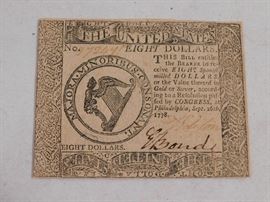 THE UNITED STATES
No. EIGHT DOLLARS.
THIS Bill entitles
the BEARER to re-
ceive EIGHT Spanish
milled DOLLARS,
or the Value thereof in
Gold or Silver, accord-
ing to a Resolution pas-
sed by CONGRESS, at
Philadelphia, Sept. 26th
1778.
MAJORA MINORIBUS CONSONANT
EIGHT DOLLARS.